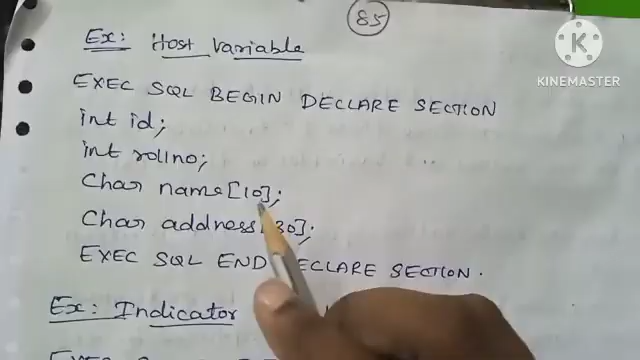 85
Ex: Host Variable
EXEC SQL BEGIN DECLARE SECTION
int id;
int rollno;
Char name[10];
Char address[30];
EXEC SQL END DECLARE SECTION.
Ex: Indicator
K
KINEMASTER